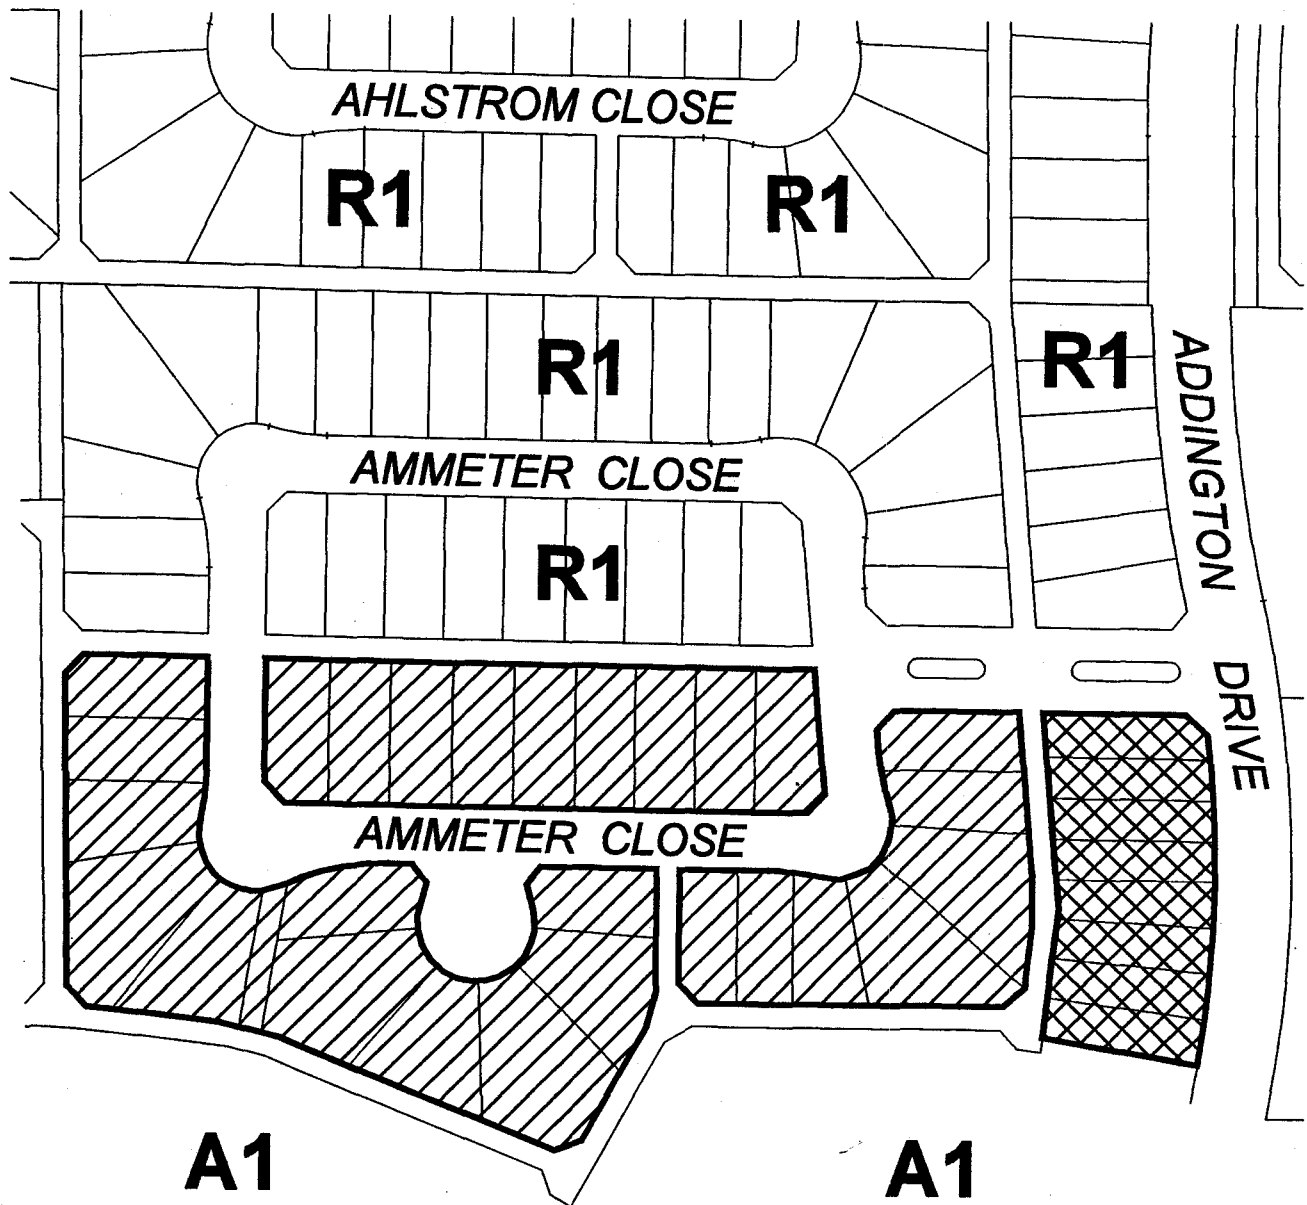 AHLSTROM CLOSE
R1
R1
R1
R1
ADDINGTON
AMMETER CLOSE
R1
DRIVE
AMMETER CLOSE
A1
A1